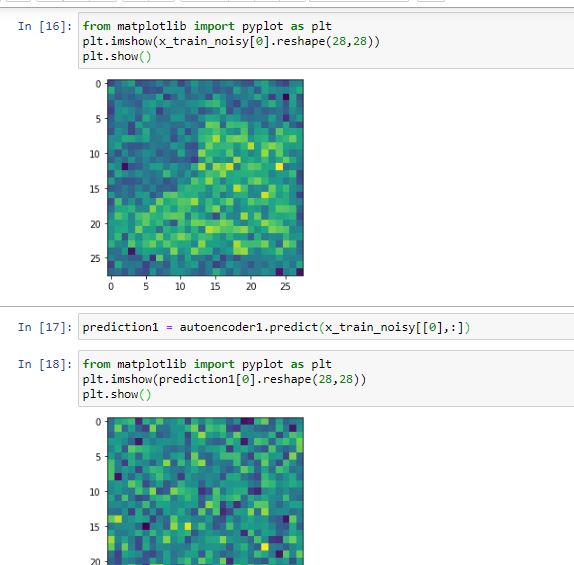 In [16]: from matplotlib import pyplot as plt
plt.imshow(x_train_noisy[0].reshape(28,28))
plt.show()
0
5
10
15
20
25
0 5 10 15 20 25
In [17]: prediction1 = autoencoder1.predict(x_train_noisy[[0],:])
In [18]: from matplotlib import pyplot as plt
plt.imshow(prediction1[0].reshape(28,28))
plt.show()
0
5
10
15
20